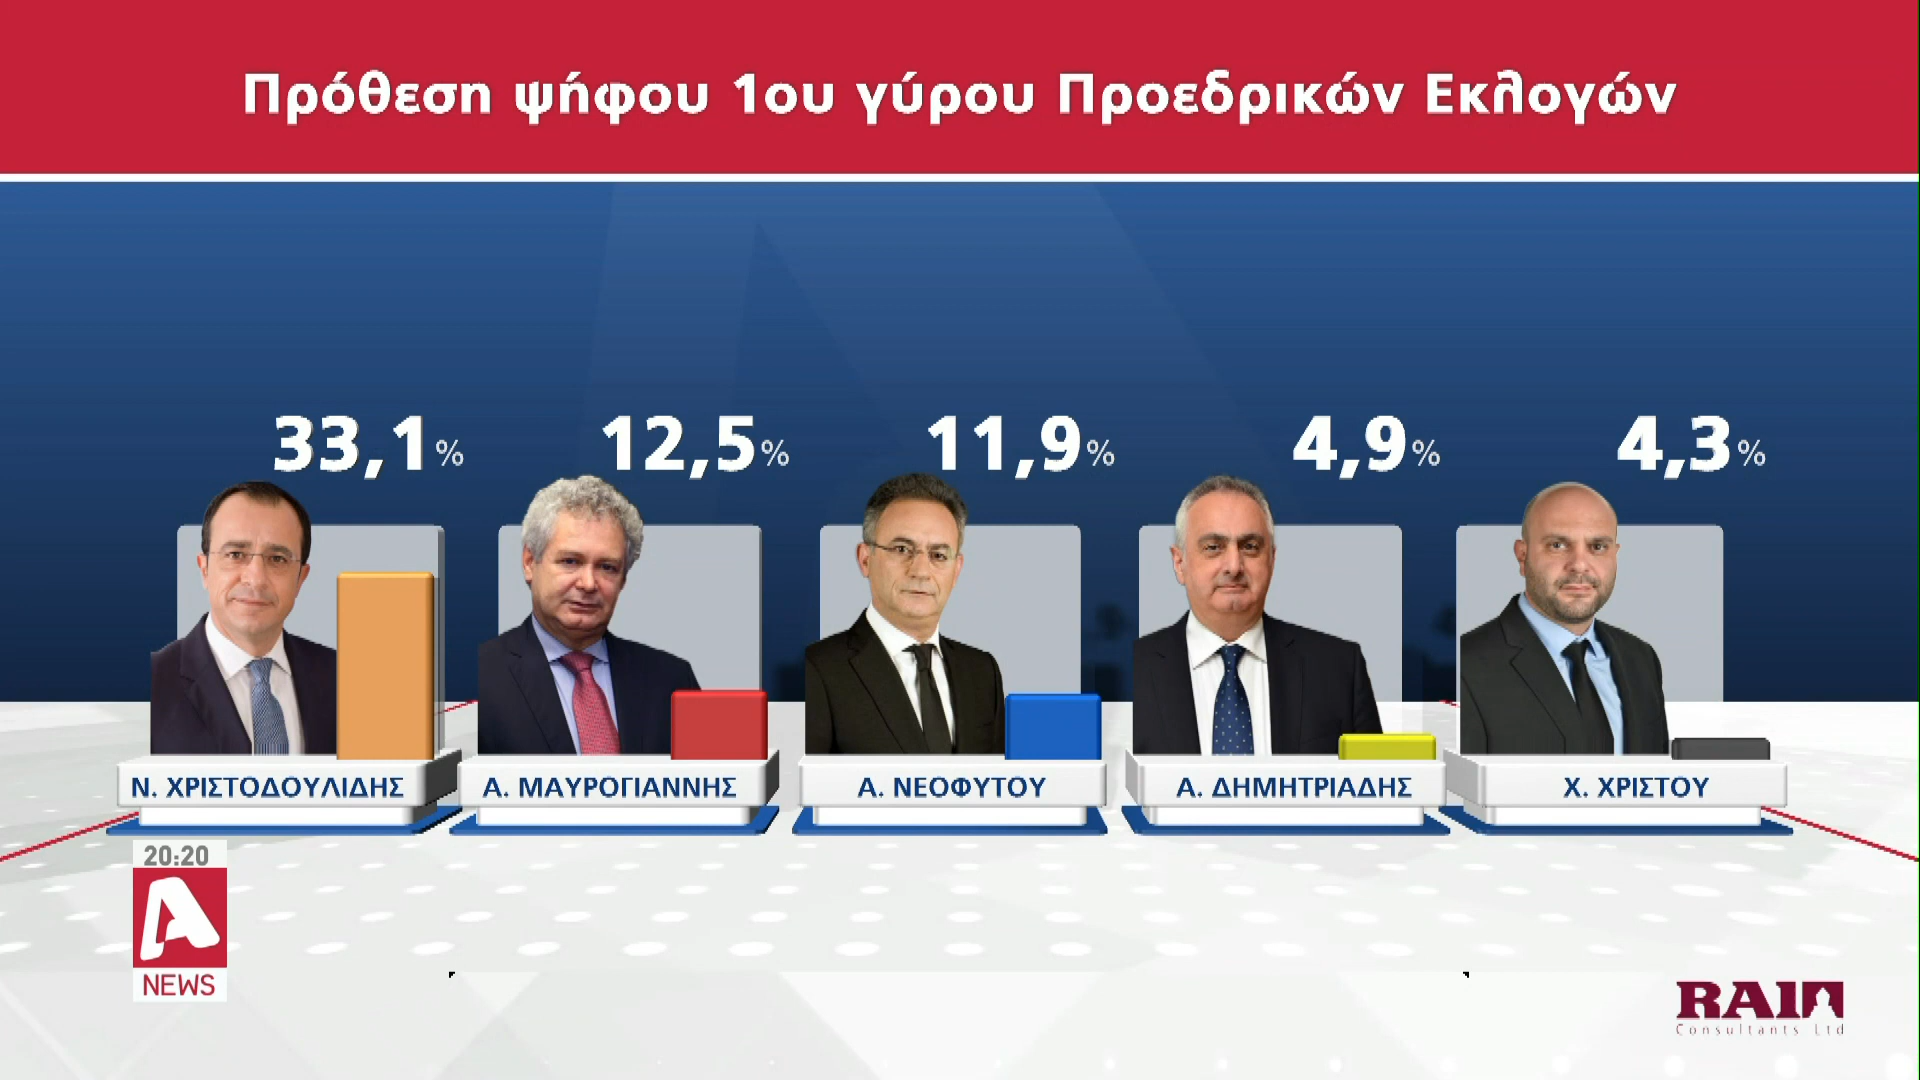 Πρόθεση ψήφου 1ου γύρου Προεδρικών Εκλογών
33,1% 12,5% 11,9% 4,9% 4,3%
Ν. ΧΡΙΣΤΟΔΟΥΛΙΔΗΣ Α. ΜΑΥΡΟΓΙΑΝΝΗΣ Α. ΝΕΟΦΥΤΟΥ Α. ΔΗΜΗΤΡΙΑΔΗΣ Χ. ΧΡΙΣΤΟΥ
20:20
NEWS
RAI
Consultants Ltd